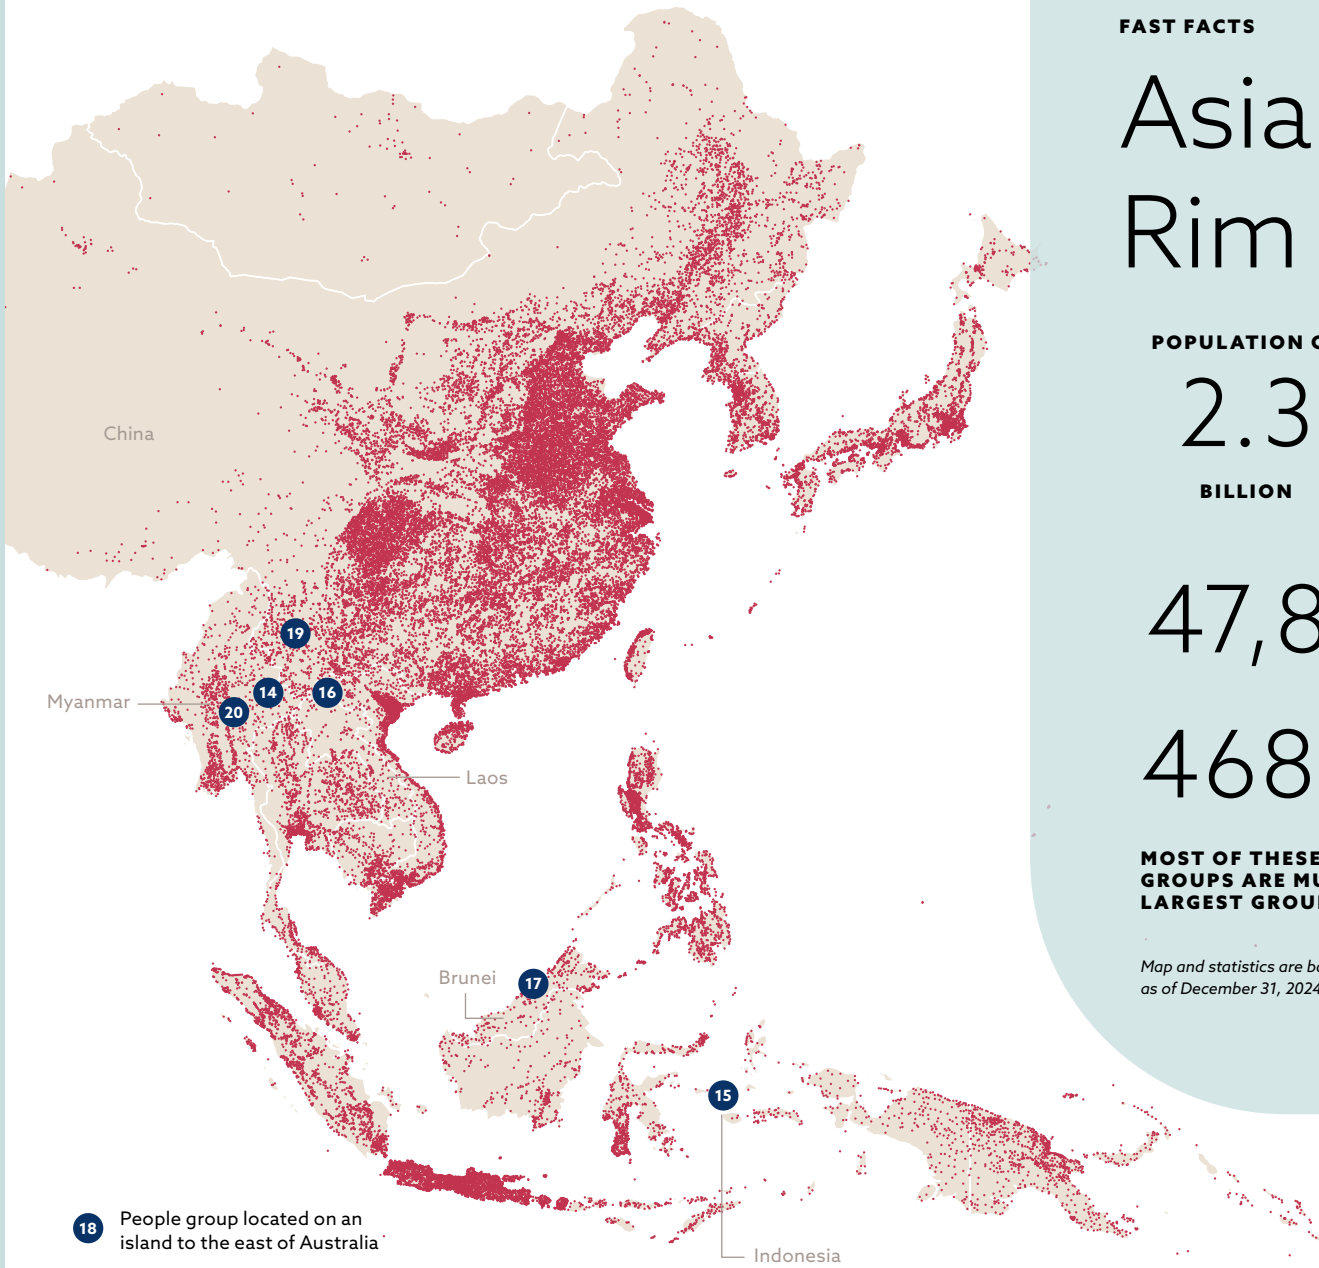 FAST FACTS
Asia
Rim
POPULATION
2.3
BILLION
47,8
468
MOST OF THESE
GROUPS ARE
LARGEST
Map and statistics are
as of December 31, 2024
China
19
14
16
Myanmar
20
Laos
Brunei
17
15
18
People group located on an
island to the east of Australia
Indonesia